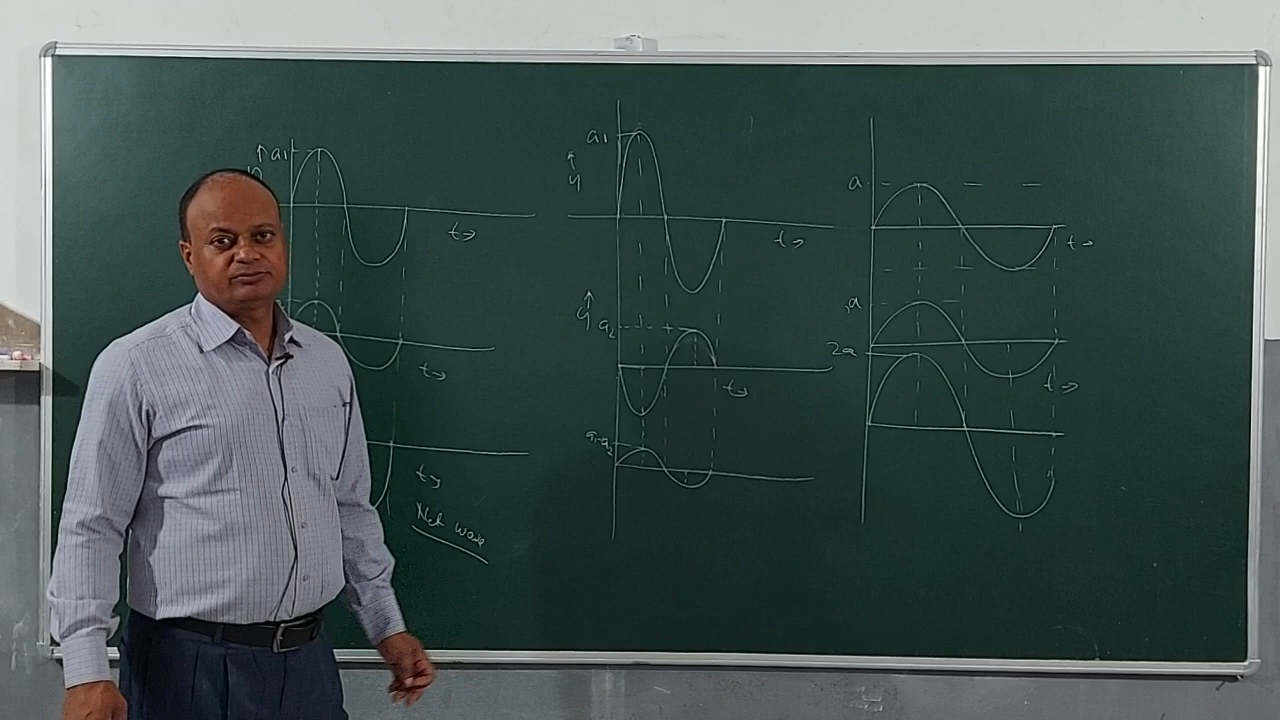 ↑ a₁
t→
t→
t→
Net wave
a₁
↑
y
t→
↑
y a₂
t→
a₁-a₂
a
t→
a
2a
t→